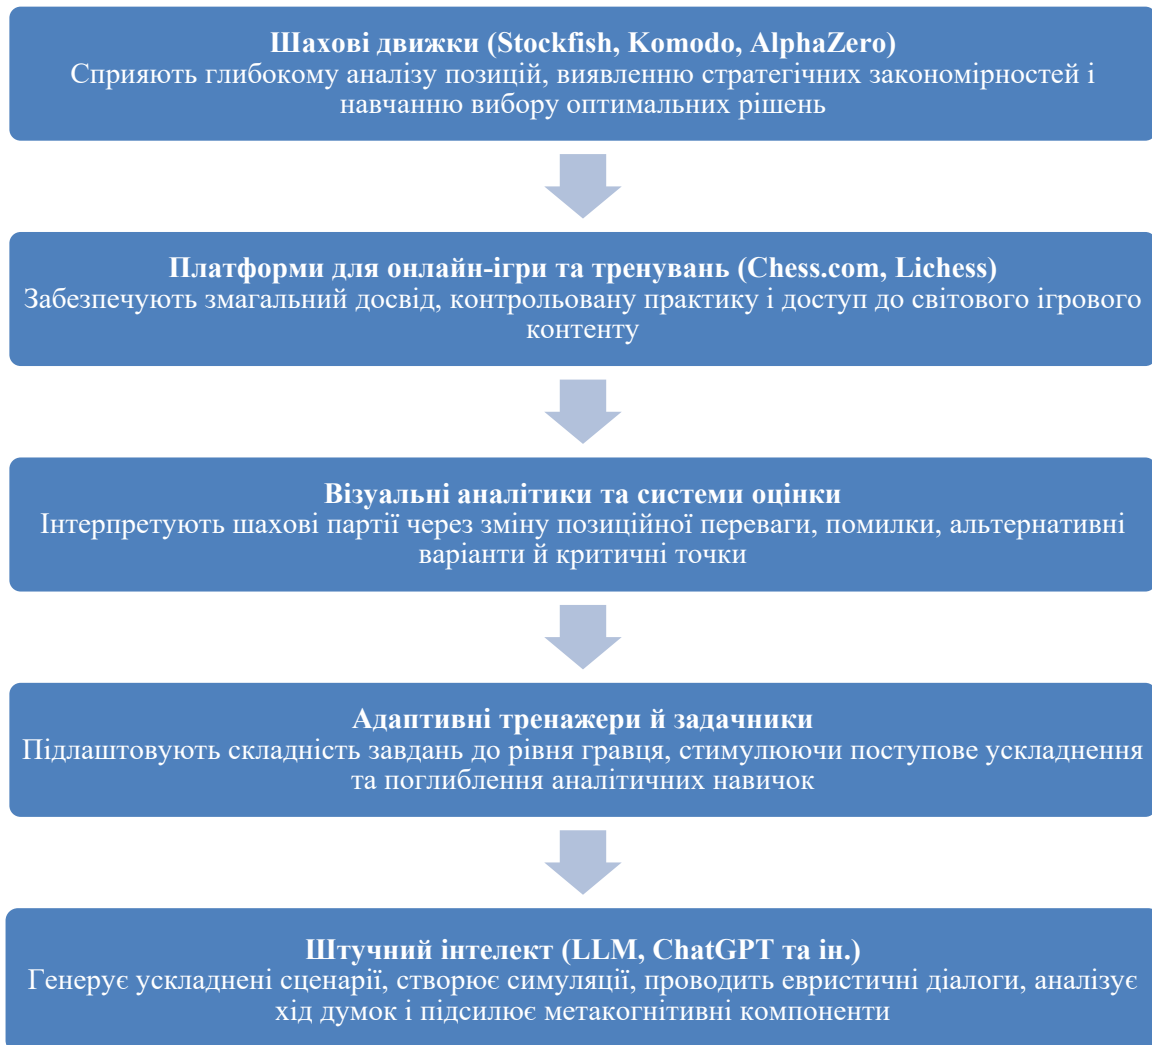 Шахові движки (Stockfish, Komodo, AlphaZero)
Сприяють глибокому аналізу позицій, виявленню стратегічних закономірностей і
навчанню вибору оптимальних рішень
Платформи для онлайн-ігри та тренувань (Chess.com, Lichess)
Забезпечують змагальний досвід, контрольовану практику і доступ до світового ігрового
контенту
Візуальні аналітики та системи оцінки
Інтерпретують шахові партії через зміну позиційної переваги, помилки, альтернативні
варіанти й критичні точки
Адаптивні тренажери й задачники
Підлаштовують складність завдань до рівня гравця, стимулюючи поступове ускладнення
та поглиблення аналітичних навичок
Штучний інтелект (LLM, ChatGPT та ін.)
Генерує ускладнені сценарії, створює симуляції, проводить евристичні діалоги, аналізує
хід думок і підсилює метакогнітивні компоненти